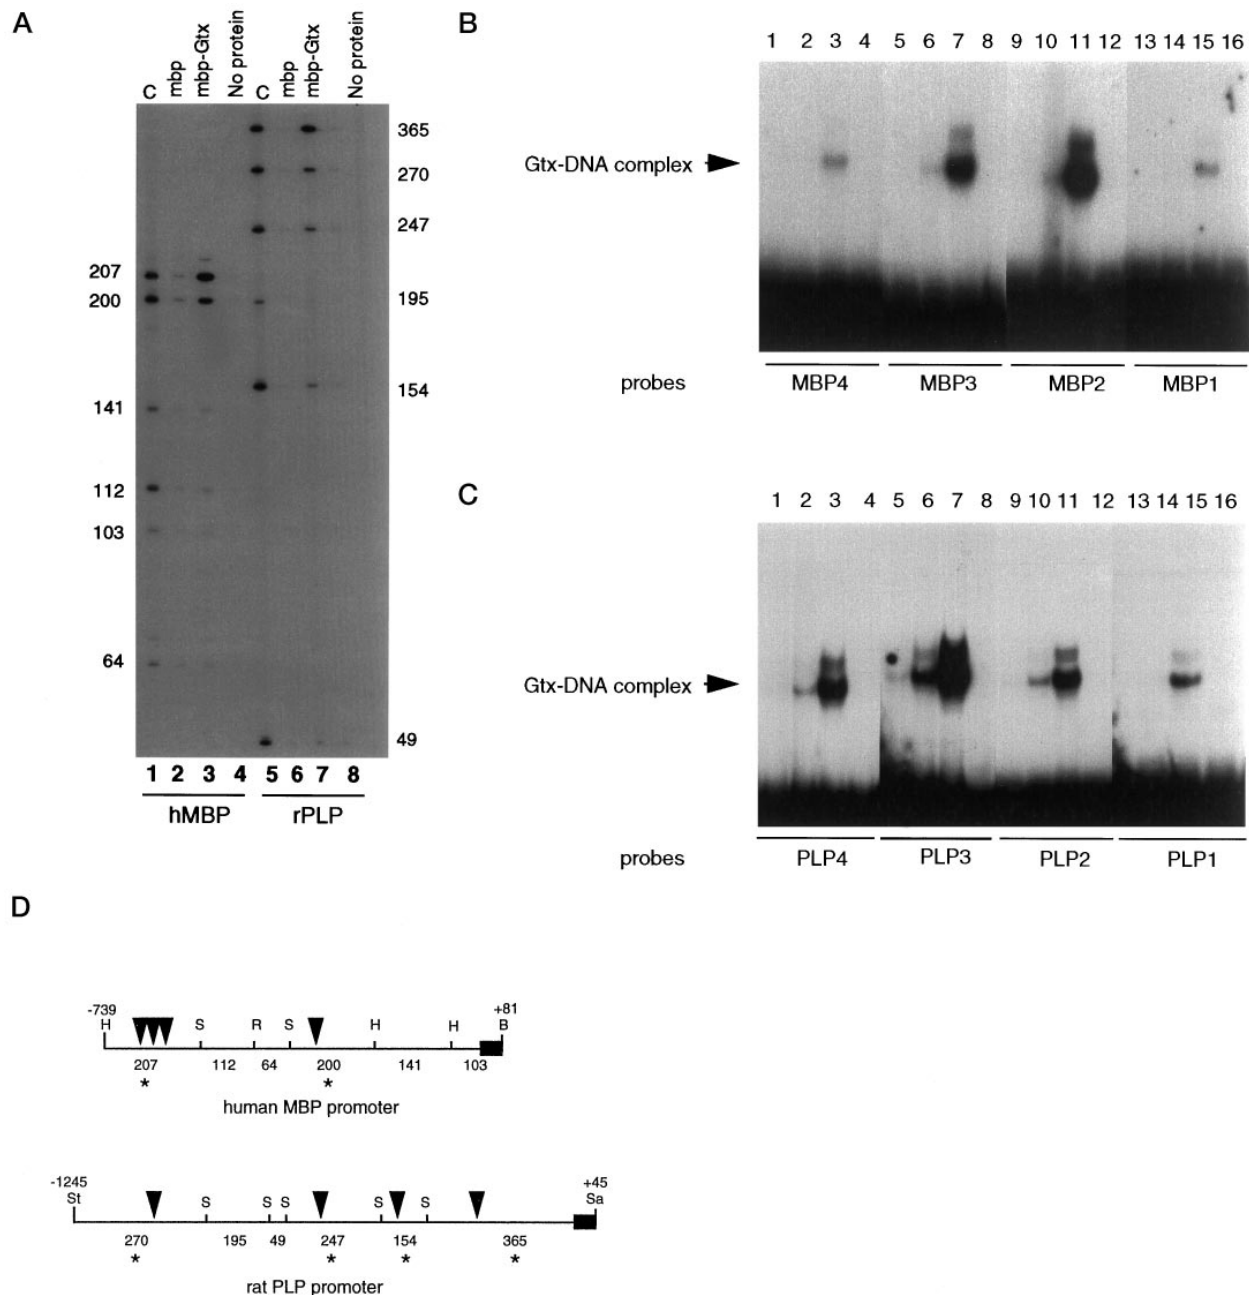 A
C mbp mbp-Gtx No protein C mbp mbp-Gtx No protein
207
200
141
112
103
64
365
270
247
195
154
49
1 2 3 4 5 6 7 8
hMBP rPLP
B
1 2 3 4 5 6 7 8 9 10 11 12 13 14 15 16
Gtx-DNA complex
probes MBP4 MBP3 MBP2 MBP1
C
1 2 3 4 5 6 7 8 9 10 11 12 13 14 15 16
Gtx-DNA complex
probes PLP4 PLP3 PLP2 PLP1
D
-739 +81
H S R S H H B
207 112 64 200 141 103
* *
human MBP promoter
-1245 +45
St S S S S S Sa
270 195 49 247 154 365
* * * *
rat PLP promoter